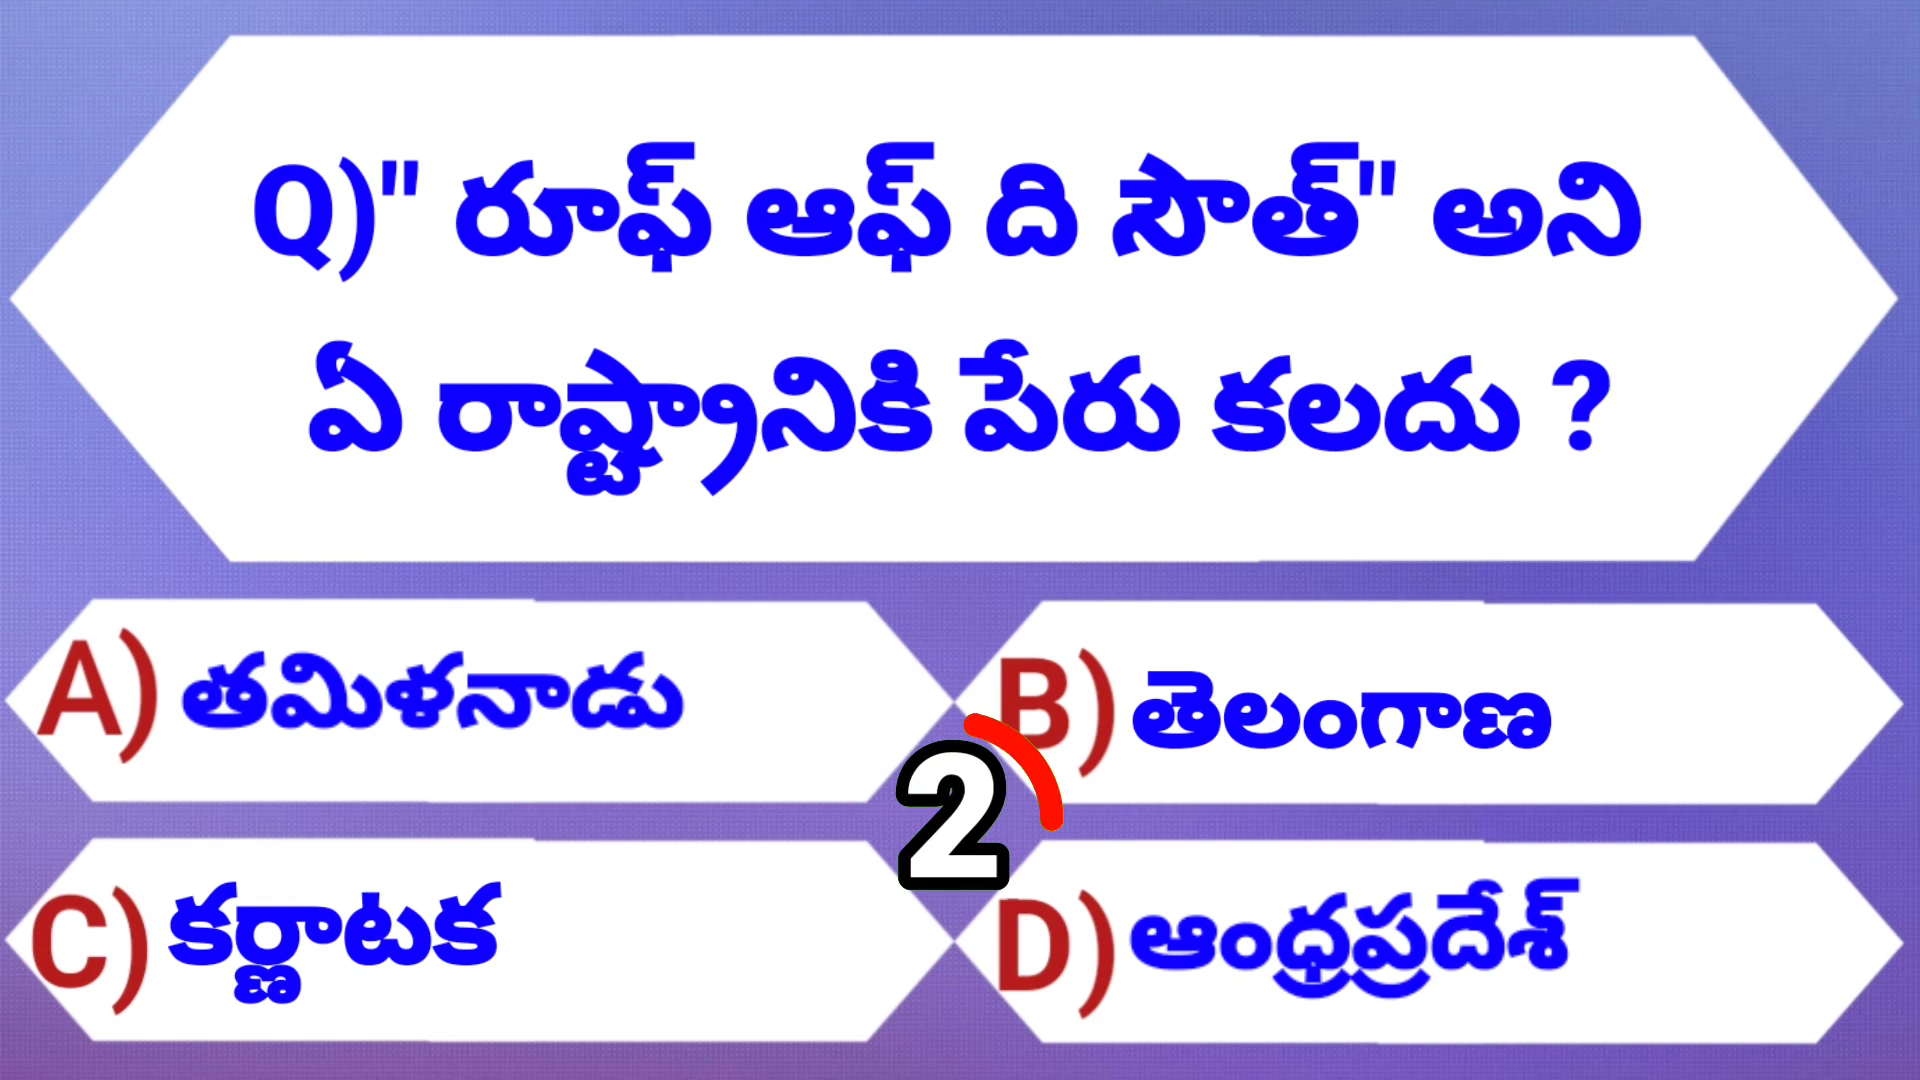 Q)" రూఫ్ ఆఫ్ ది సౌత్" అని
ఏ రాష్ట్రానికి పేరు కలదు ?
A) తమిళనాడు
B) తెలంగాణ
2
C) కర్ణాటక
D) ఆంధ్రప్రదేశ్